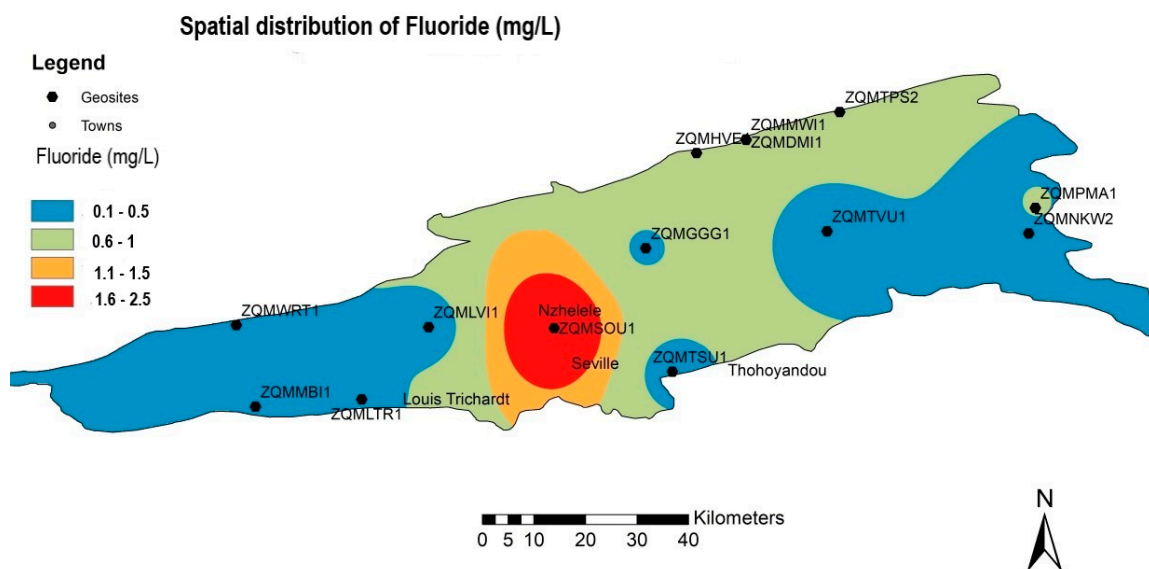 Spatial distribution of Fluoride (mg/L)
Legend
Geosites
Towns
Fluoride (mg/L)
0.1 - 0.5
0.6 - 1
1.1 - 1.5
1.6 - 2.5
ZQMTPS2
ZQMMWI1
ZQMHVE
ZQMDMI1
ZQMPMA1
ZQMTVU1
ZQMNKW2
ZQMGGG1
ZQMWRT1
ZQMLVI1
Nzhelele
ZQMSOU1
ZQMTSU1
Seville
Thohoyandou
ZQMMBI1
Louis Trichardt
ZQMLTR1
Kilometers
0 5 10 20 30 40
N